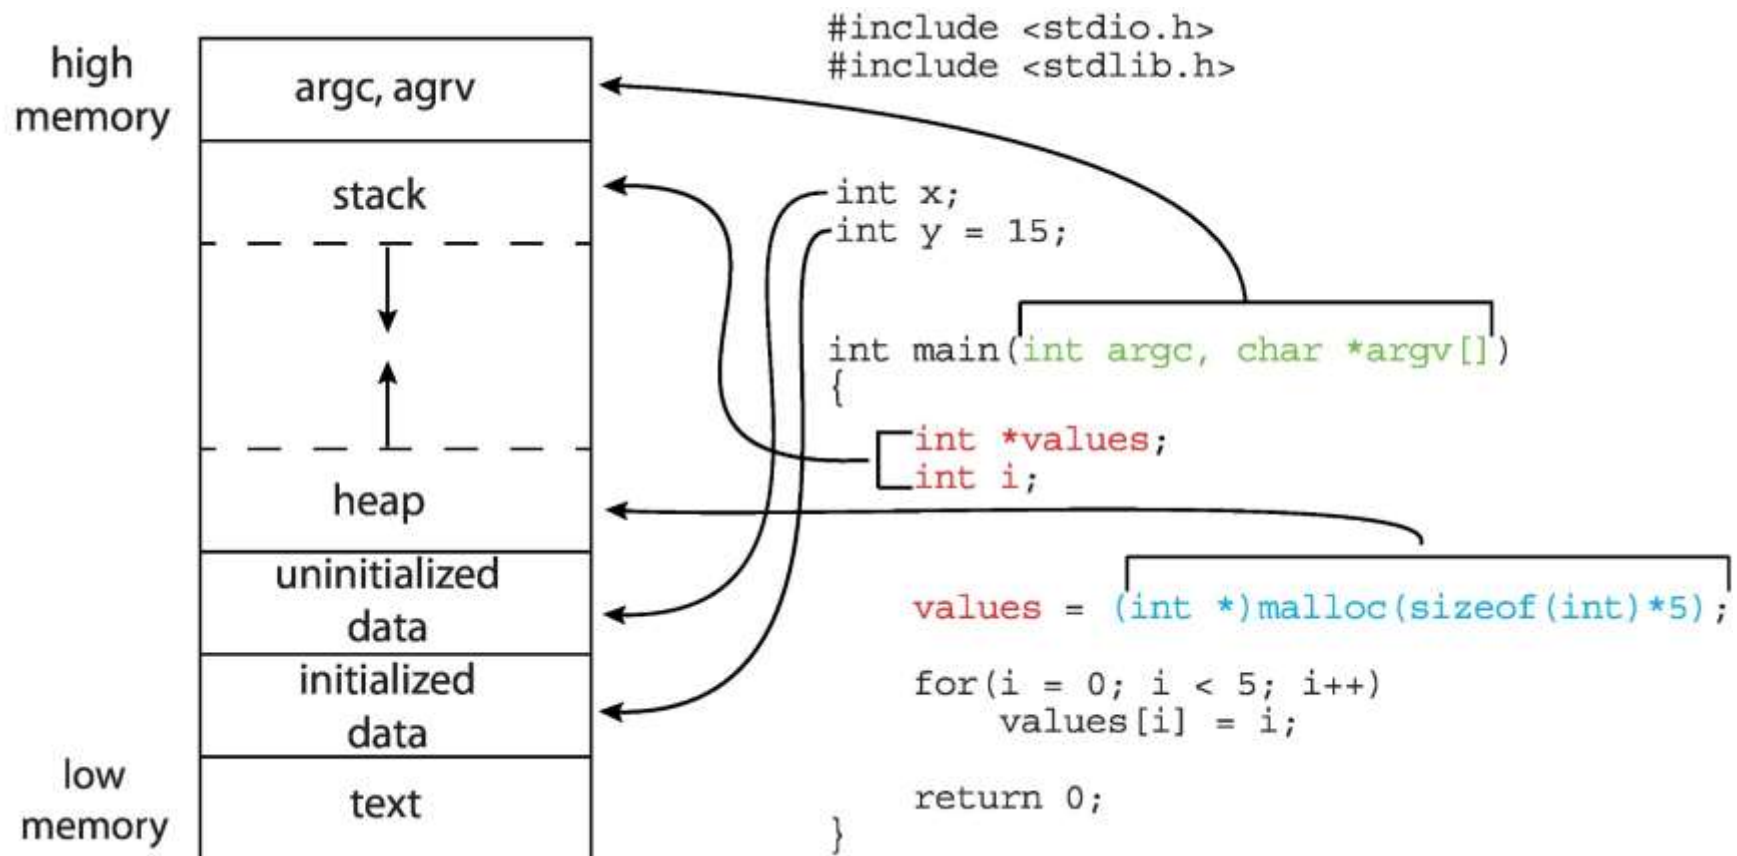 high
memory
argc, agrv
stack
heap
uninitialized
data
initialized
data
low
memory
text
#include <stdio.h>
#include <stdlib.h>
int x;
int y = 15;
int main(int argc, char *argv[])
{
int *values;
int i;
values = (int *)malloc(sizeof(int)*5);
for(i = 0; i < 5; i++)
values[i] = i;
return 0;
}